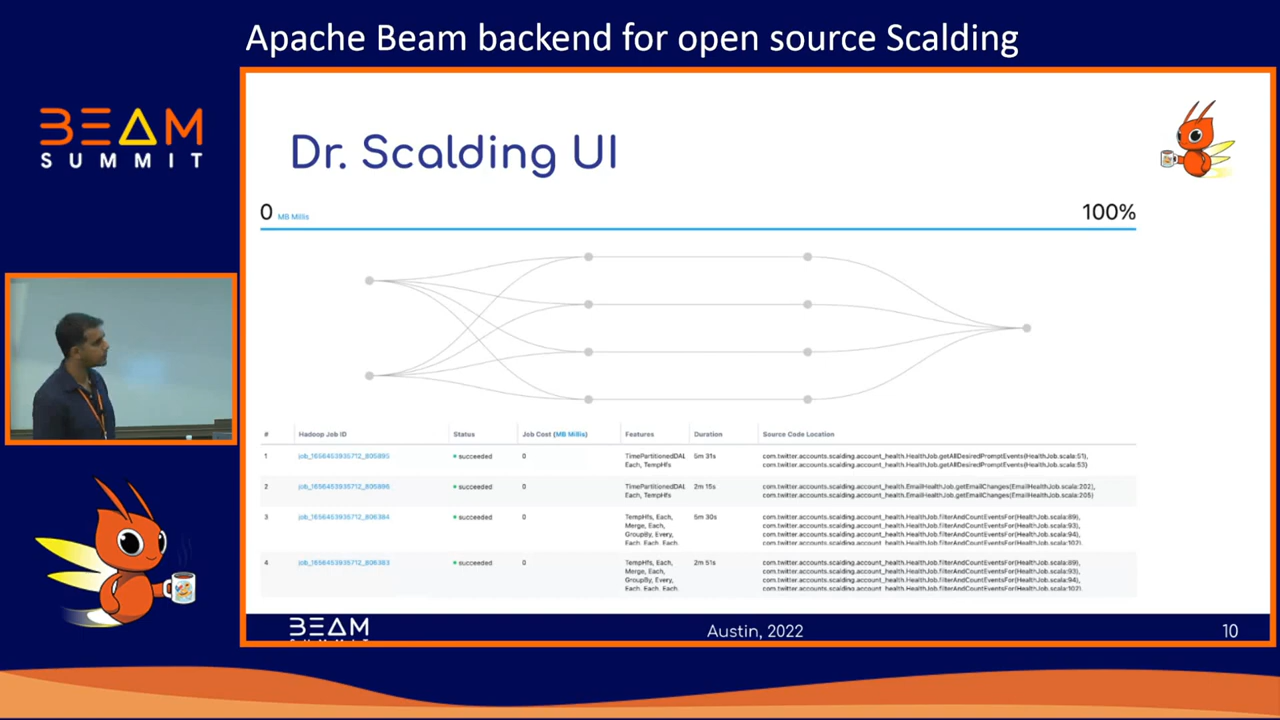 Apache Beam backend for open source Scalding
BEAM
SUMMIT
Dr. Scalding UI
0 MB Millis 100%
# Hadoop Job ID Status Job Cost (MB Millis) Features Duration Source Code Location
1 job_1656453935712_805895 succeeded 0 TimePartitionedDAL 5m 31s com.twitter.accounts.scalding.account_health.HealthJob.getAllDesiredPromptEvents(HealthJob.scala:51),
Each, TempHfs com.twitter.accounts.scalding.account_health.HealthJob.getAllDesiredPromptEvents(HealthJob.scala:53)
2 job_1656453935712_805896 succeeded 0 TimePartitionedDAL 2m 15s com.twitter.accounts.scalding.account_health.EmailHealthJob.getEmailChanges(EmailHealthJob.scala:202),
Each, TempHfs com.twitter.accounts.scalding.account_health.EmailHealthJob.getEmailChanges(EmailHealthJob.scala:205)
3 job_1656453935712_806384 succeeded 0 TempHfs, Each, 5m 30s com.twitter.accounts.scalding.account_health.HealthJob.filterAndCountEventsFor(HealthJob.scala:89),
Merge, Each, com.twitter.accounts.scalding.account_health.HealthJob.filterAndCountEventsFor(HealthJob.scala:93),
GroupBy, Every, com.twitter.accounts.scalding.account_health.HealthJob.filterAndCountEventsFor(HealthJob.scala:94),
Each, Each, Each, com.twitter.accounts.scalding.account_health.HealthJob.filterAndCountEventsFor(HealthJob.scala:102),
4 job_1656453935712_806383 succeeded 0 TempHfs, Each, 2m 51s com.twitter.accounts.scalding.account_health.HealthJob.filterAndCountEventsFor(HealthJob.scala:89),
Merge, Each, com.twitter.accounts.scalding.account_health.HealthJob.filterAndCountEventsFor(HealthJob.scala:93),
GroupBy, Every, com.twitter.accounts.scalding.account_health.HealthJob.filterAndCountEventsFor(HealthJob.scala:94),
Each, Each, Each, com.twitter.accounts.scalding.account_health.HealthJob.filterAndCountEventsFor(HealthJob.scala:102),
BEAM Austin, 2022 10